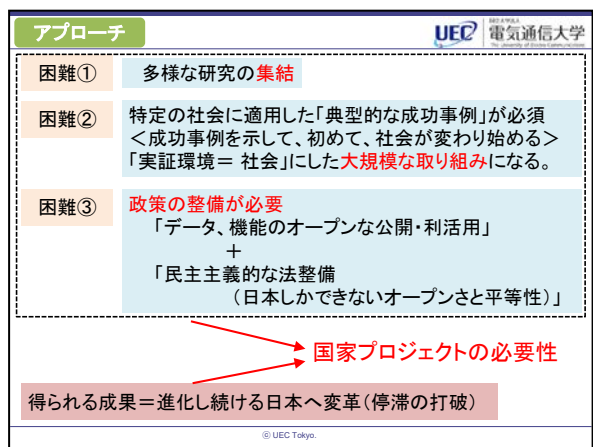 アプローチ
UEC 電気通信大学
困難① 多様な研究の集結
困難② 特定の社会に適用した「典型的な成功事例」が必須
＜成功事例を示して、初めて、社会が変わり始める＞
「実証環境＝ 社会」にした大規模な取り組みになる。
困難③ 政策の整備が必要
「データ、機能のオープンな公開・利活用」
＋
「民主主義的な法整備
（日本しかできないオープンさと平等性）」
国家プロジェクトの必要性
得られる成果＝進化し続ける日本へ変革（停滞の打破）
© UEC Tokyo.